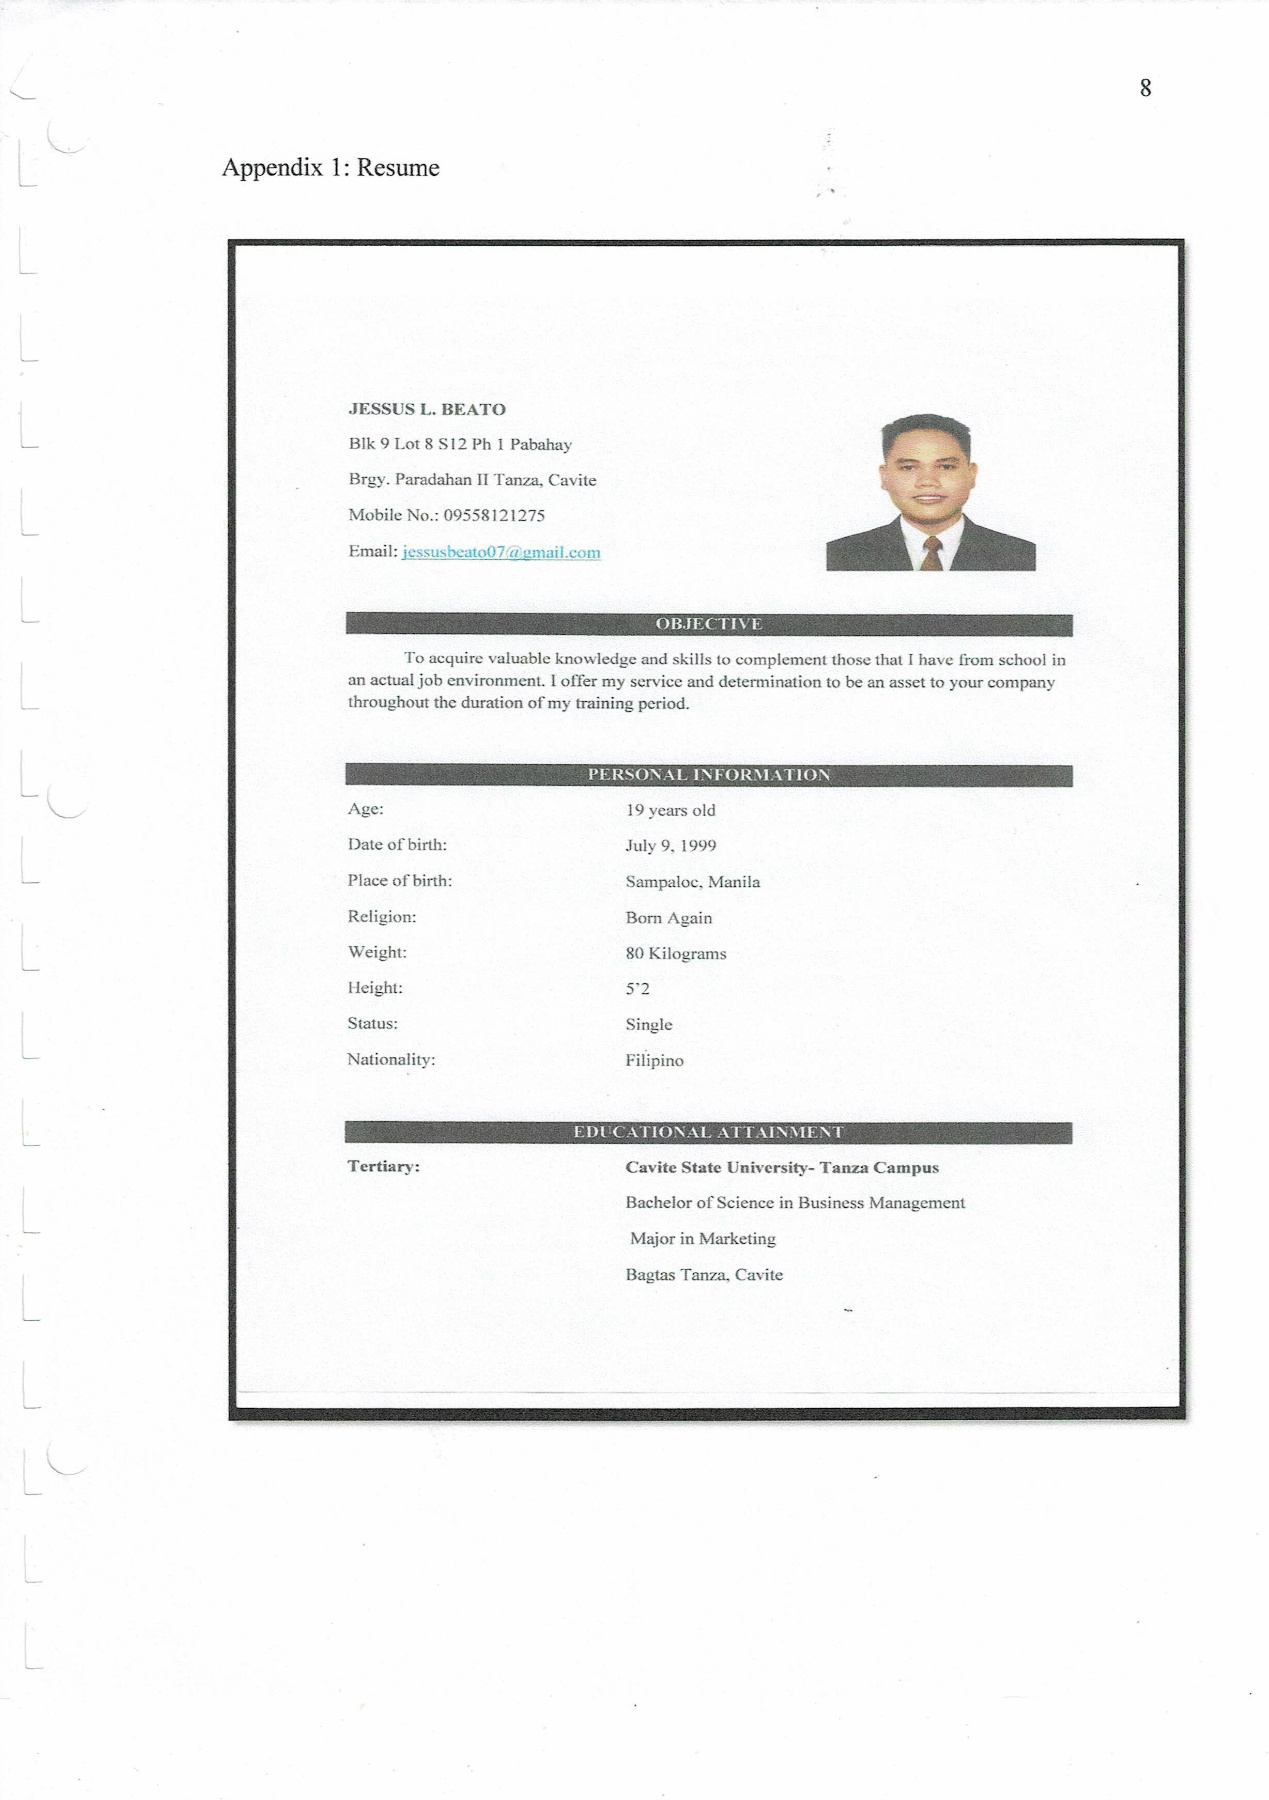 8
Appendix 1: Resume
JESSUS L. BEATO
Blk 9 Lot 8 S12 Ph 1 Pabahay
Brgy. Paradahan II Tanza, Cavite
Mobile No.: 09558121275
Email: jessusbeato07@gmail.com
OBJECTIVE
To acquire valuable knowledge and skills to complement those that I have from school in
an actual job environment. I offer my service and determination to be an asset to your company
throughout the duration of my training period.
PERSONAL INFORMATION
Age: 19 years old
Date of birth: July 9, 1999
Place of birth: Sampaloc, Manila
Religion: Born Again
Weight: 80 Kilograms
Height: 5'2
Status: Single
Nationality: Filipino
EDUCATIONAL ATTAINMENT
Tertiary: Cavite State University- Tanza Campus
Bachelor of Science in Business Management
Major in Marketing
Bagtas Tanza, Cavite